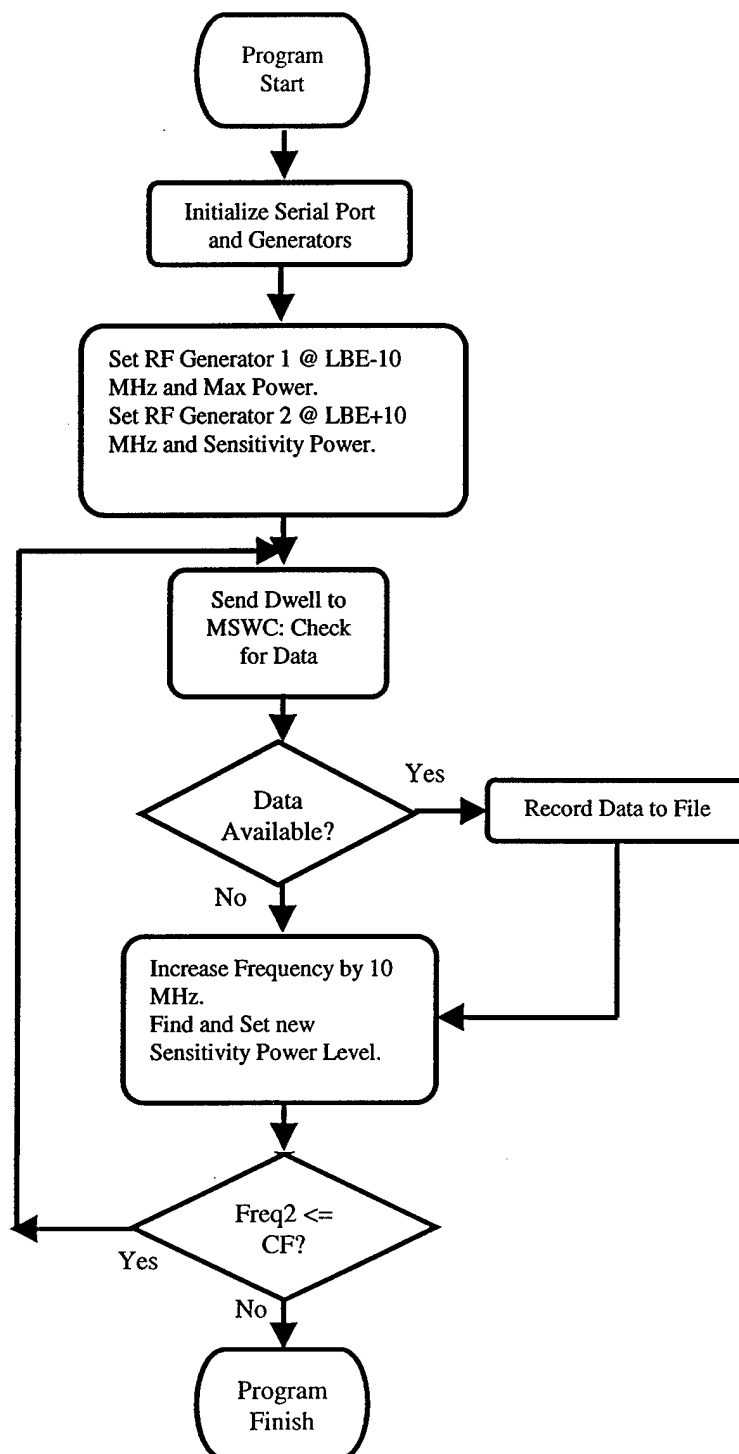 Program
Start
Initialize Serial Port
and Generators
Set RF Generator 1 @ LBE-10
MHz and Max Power.
Set RF Generator 2 @ LBE+10
MHz and Sensitivity Power.
Send Dwell to
MSWC: Check
for Data
Data
Available?
Yes
Record Data to File
No
Increase Frequency by 10
MHz.
Find and Set new
Sensitivity Power Level.
Freq2 <=
CF?
Yes
No
Program
Finish